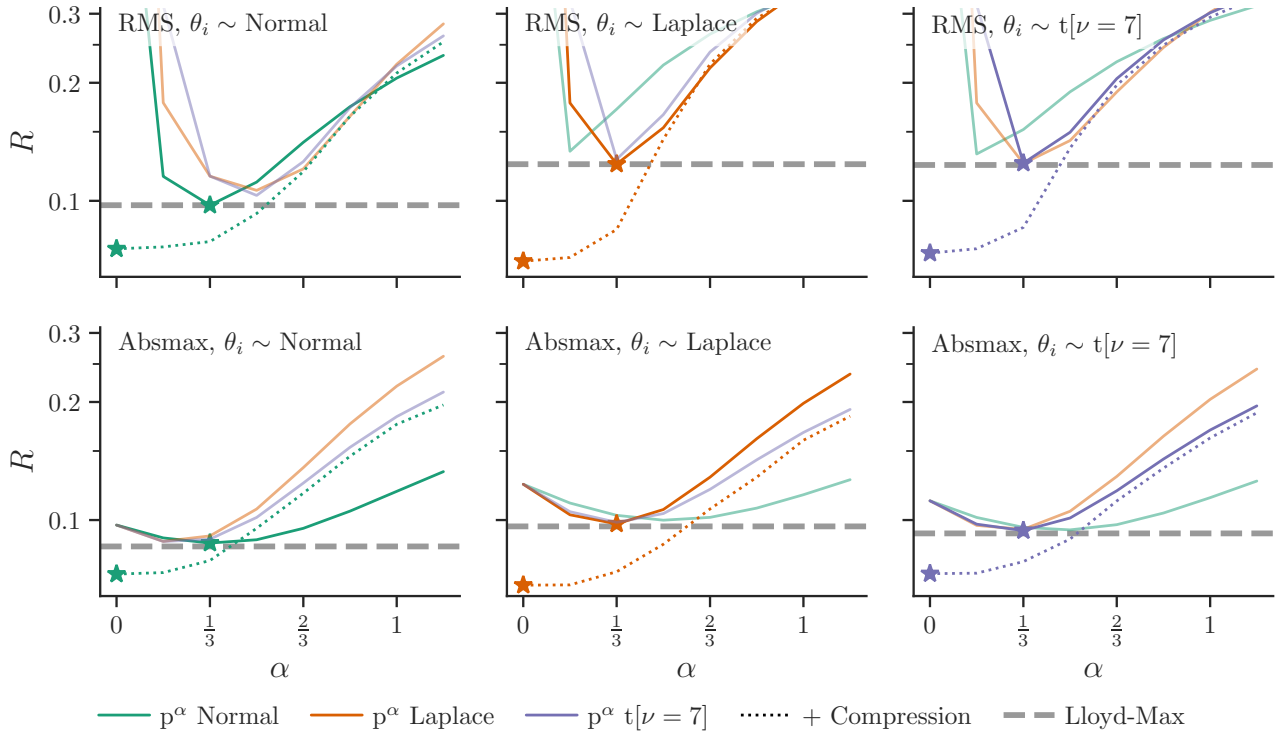 RMS, θᵢ ∼ Normal
RMS, θᵢ ∼ Laplace
RMS, θᵢ ∼ t[ν = 7]
0.3
0.2
0.1
R
Absmax, θᵢ ∼ Normal
Absmax, θᵢ ∼ Laplace
Absmax, θᵢ ∼ t[ν = 7]
0.3
0.2
0.1
R
0 1/3 2/3 1
0 1/3 2/3 1
0 1/3 2/3 1
α α α
p^α Normal p^α Laplace p^α t[ν = 7] + Compression Lloyd-Max